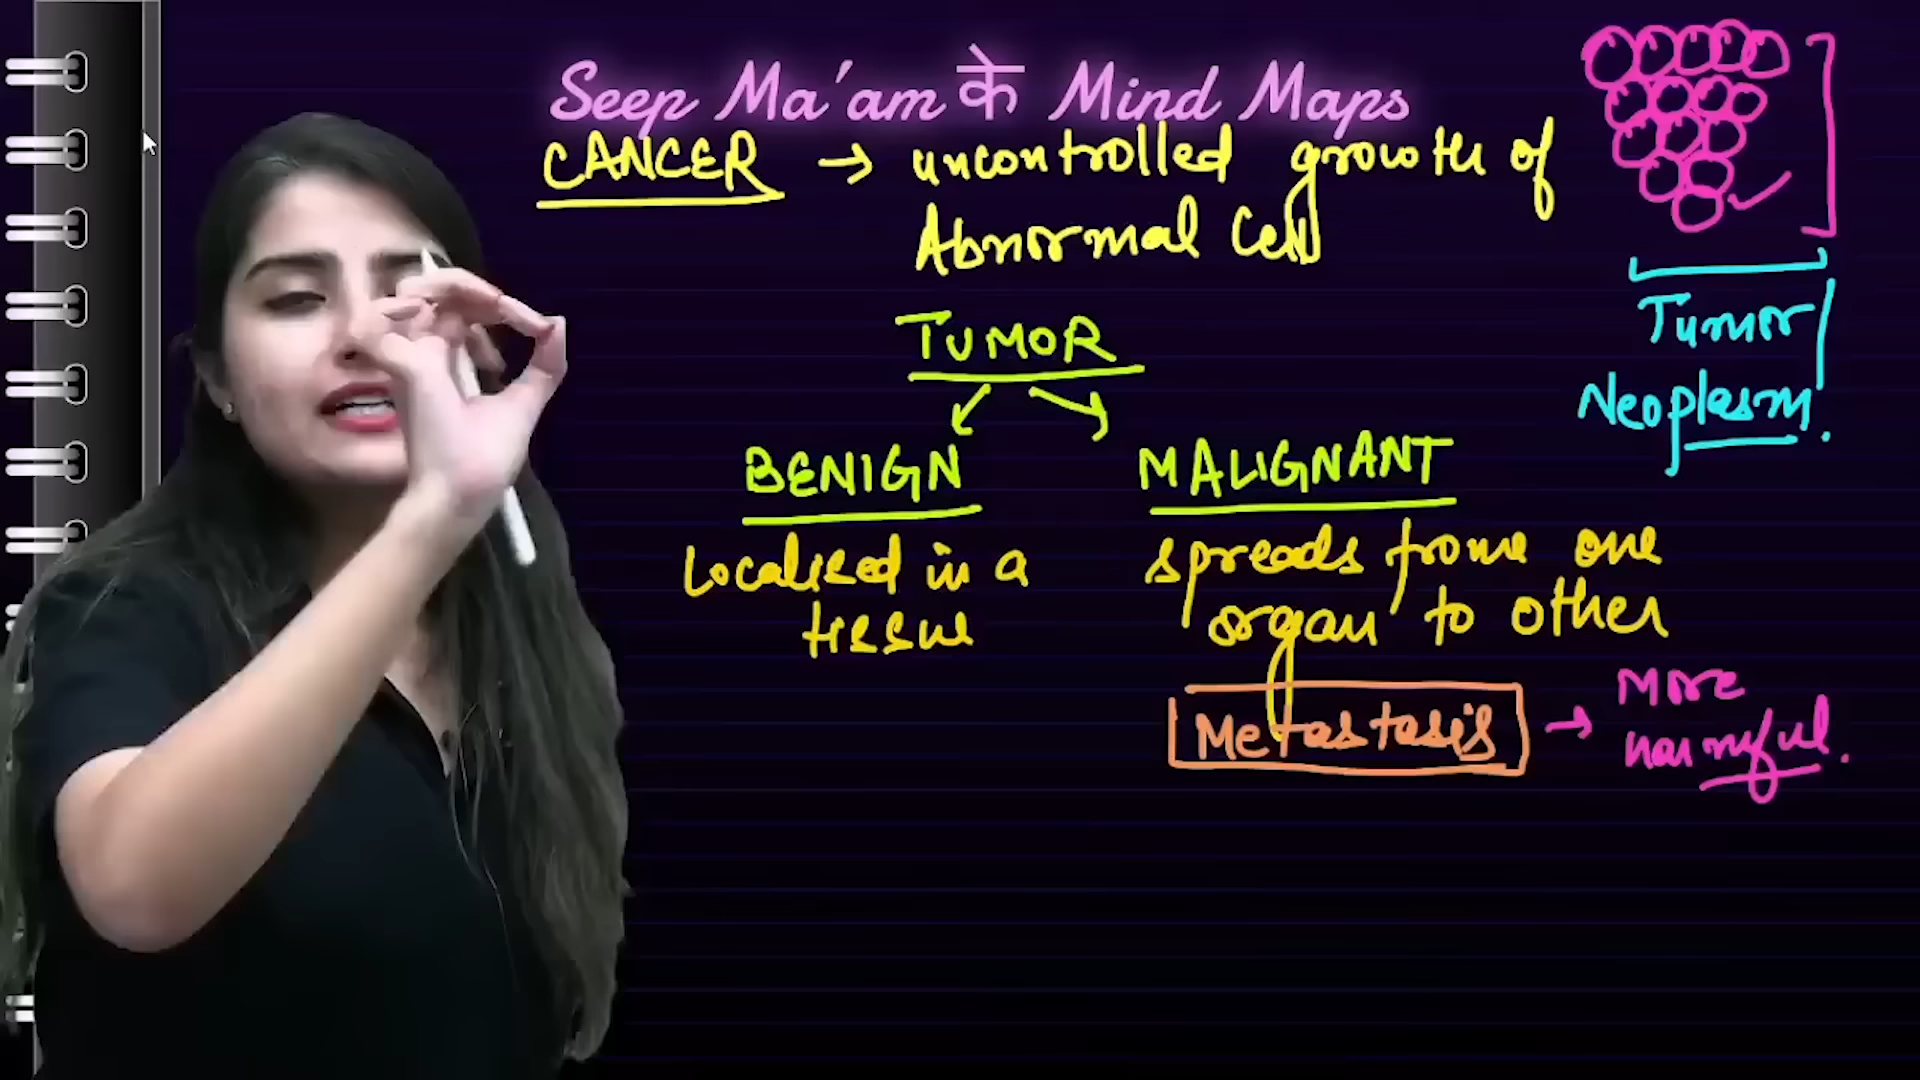 Seep Ma'am के Mind Maps
CANCER → uncontrolled growth of
Abnormal Cell
Tumor
Neoplasm.
TUMOR
BENIGN
MALIGNANT
Localised in a
tissue
spreads from one
organ to other
Metastasis → More
harmful.